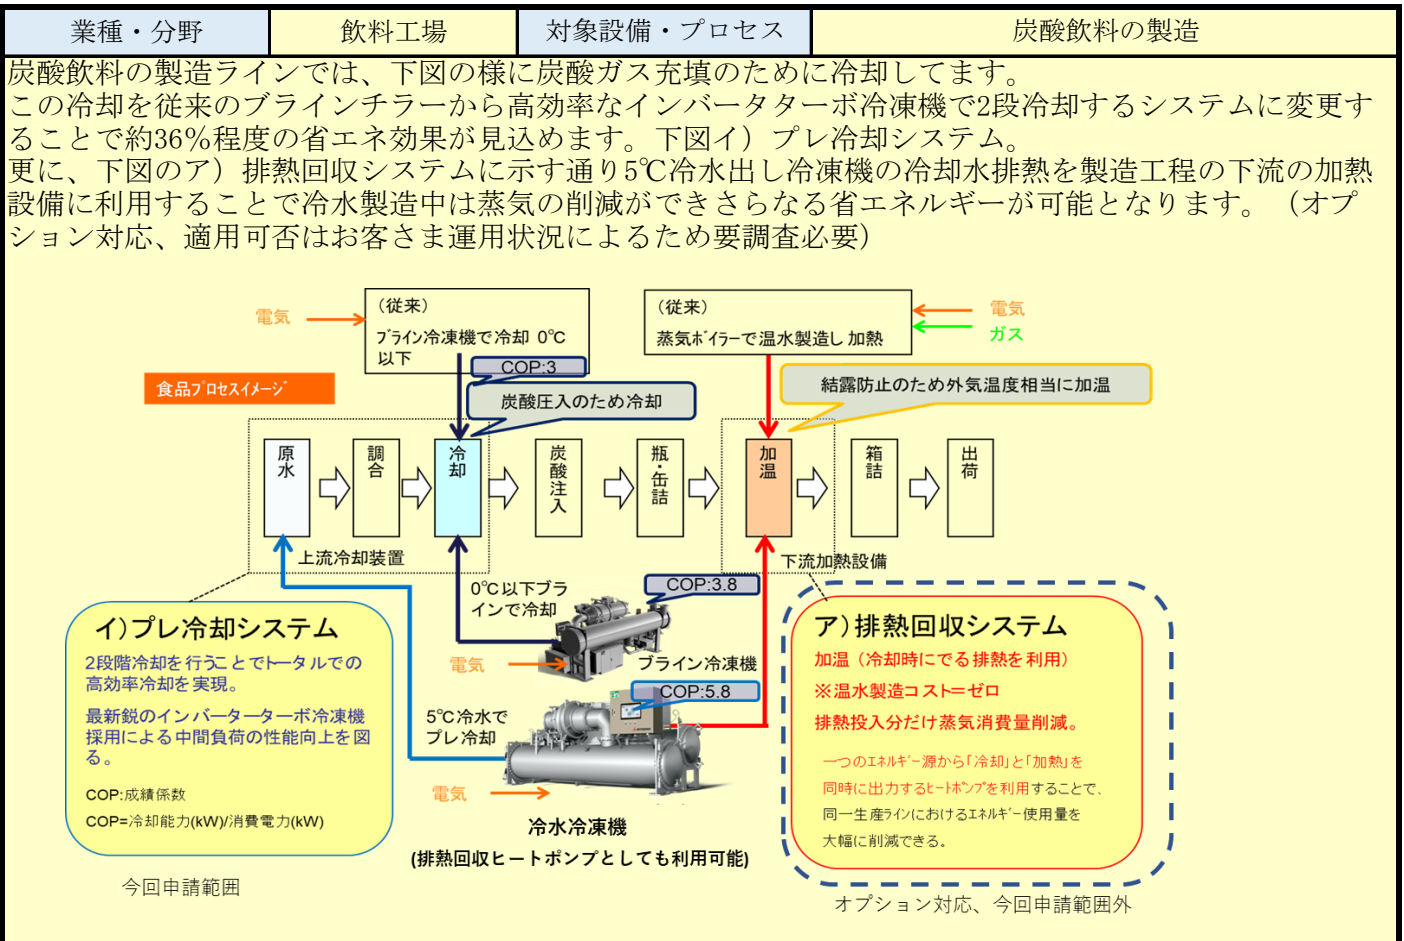 業種・分野
飲料工場
対象設備・プロセス
炭酸飲料の製造
炭酸飲料の製造ラインでは、下図の様に炭酸ガス充填のために冷却してます。
この冷却を従来のブラインチラーから高効率なインバータターボ冷凍機で2段冷却するシステムに変更す
ることで約36%程度の省エネ効果が見込めます。下図イ）プレ冷却システム。
更に、下図のア）排熱回収システムに示す通り5℃冷水出し冷凍機の冷却水排熱を製造工程の下流の加熱
設備に利用することで冷水製造中は蒸気の削減ができさらなる省エネルギーが可能となります。（オプ
ション対応、適用可否はお客さま運用状況によるため要調査必要）
電気
（従来）
ﾌﾞﾗｲﾝ冷凍機で冷却 0℃
以下
（従来）
蒸気ﾎﾞｲﾗｰで温水製造し 加熱
電気
ガス
COP:3
食品ﾌﾟﾛｾｽｲﾒｰｼﾞ
炭酸圧入のため冷却
結露防止のため外気温度相当に加温
原水
調合
冷却
炭酸注入
瓶・缶詰
加温
箱詰
出荷
上流冷却装置
下流加熱設備
0℃以下ブラ
インで冷却
COP:3.8
電気
ブライン冷凍機
COP:5.8
5℃冷水で
プレ冷却
電気
冷水冷凍機
(排熱回収ヒートポンプとしても利用可能)
イ)プレ冷却システム
2段階冷却を行うことでトータルでの
高効率冷却を実現。
最新鋭のインバーターターボ冷凍機
採用による中間負荷の性能向上を図
る。
COP:成績係数
COP=冷却能力(kW)/消費電力(kW)
今回申請範囲
ア)排熱回収システム
加温（冷却時にでる排熱を利用）
※温水製造コスト=ゼロ
排熱投入分だけ蒸気消費量削減。
一つのｴﾈﾙｷﾞｰ源から｢冷却｣と｢加熱｣を
同時に出力するﾋｰﾄﾎﾟﾝﾌﾟを利用することで、
同一生産ﾗｲﾝにおけるｴﾈﾙｷﾞｰ使用量を
大幅に削減できる。
オプション対応、今回申請範囲外